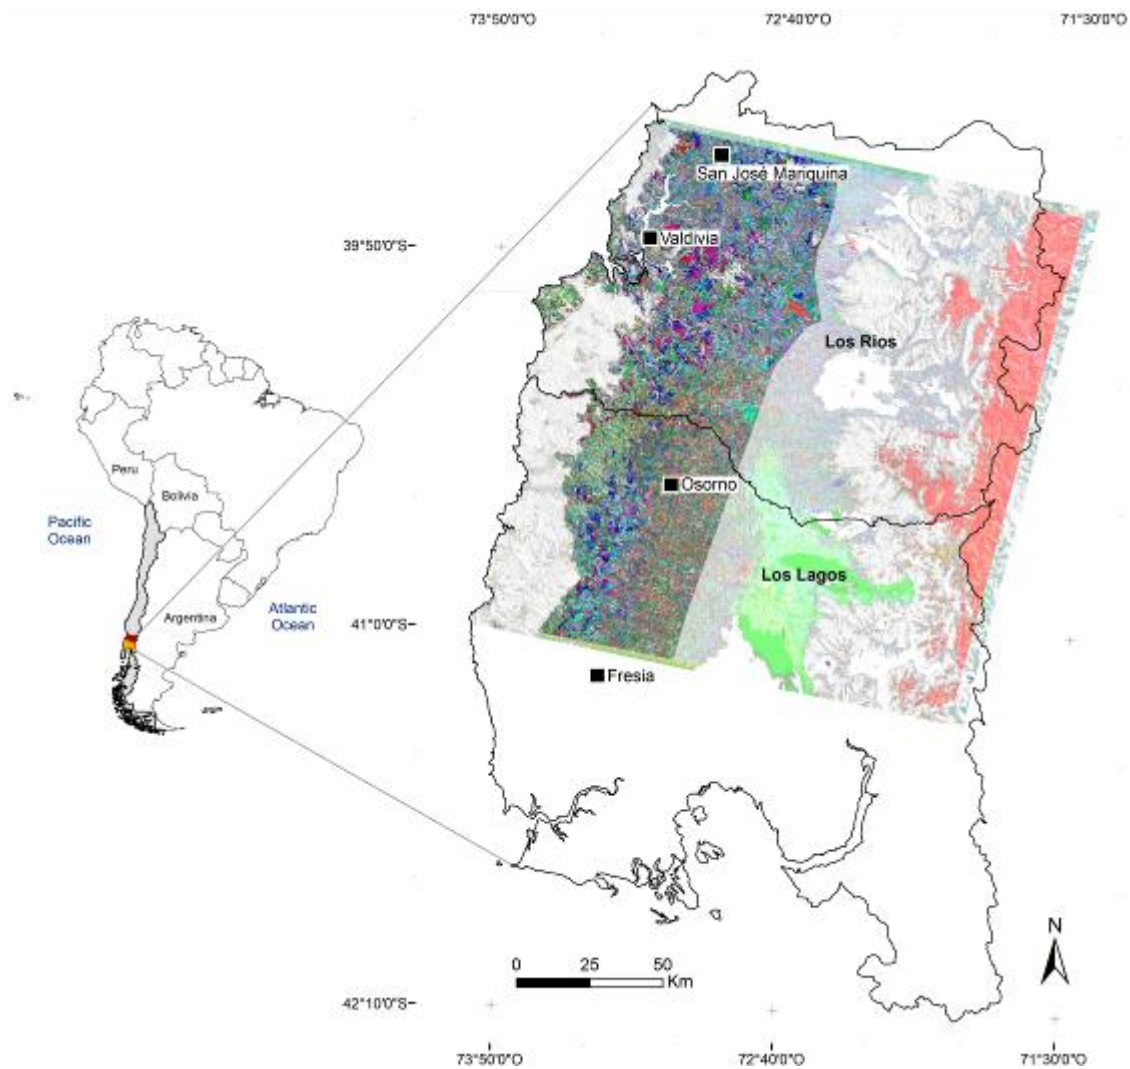 73°50'0"O
72°40'0"O
71°30'0"O
San José Mariquina
39°50'0"S
Valdivia
Los Rios
Peru
Bolivia
Osorno
Pacific
Ocean
Los Lagos
Argentina
Atlantic
Ocean
41°0'0"S
Fresia
N
0 25 50
Km
42°10'0"S
73°50'0"O
72°40'0"O
71°30'0"O